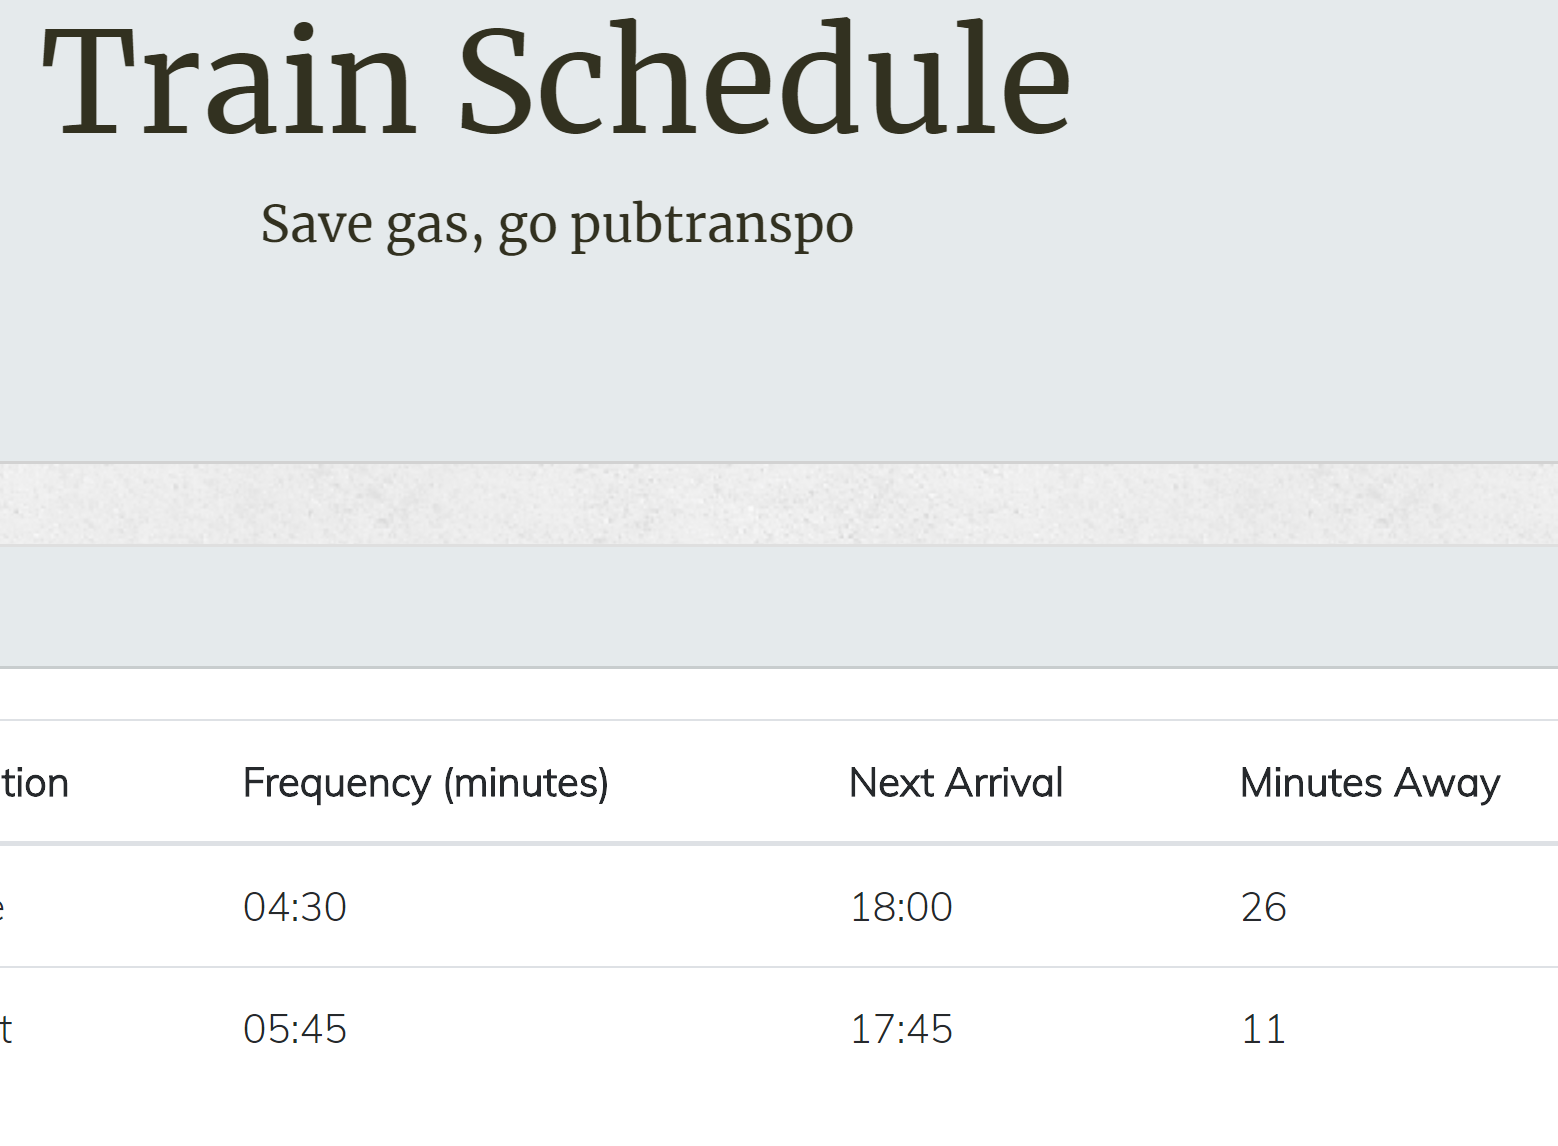 Train Schedule
Save gas, go pubtranspo
tion Frequency (minutes) Next Arrival Minutes Away
e 04:30 18:00 26
t 05:45 17:45 11